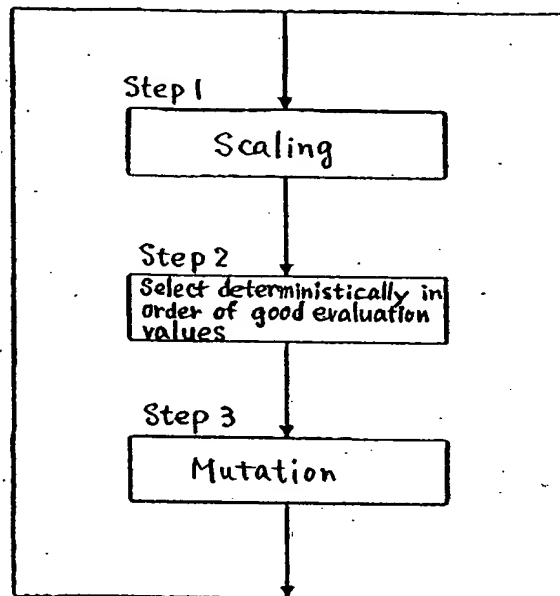 Step 1
Scaling
Step 2
Select deterministically in
order of good evaluation
values
Step 3
Mutation